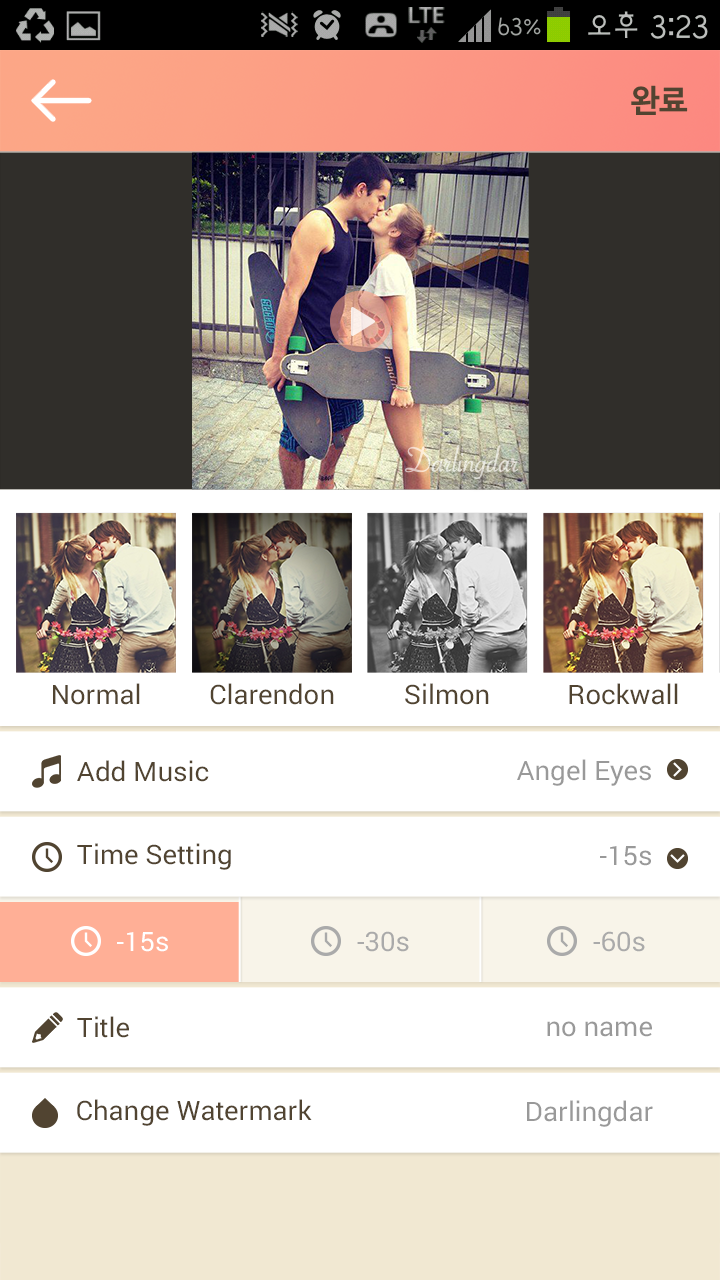 LTE 63% 오후 3:23
완료
Darlingdar
Normal Clarendon Silmon Rockwall
Add Music Angel Eyes
Time Setting -15s
-15s -30s -60s
Title no name
Change Watermark Darlingdar